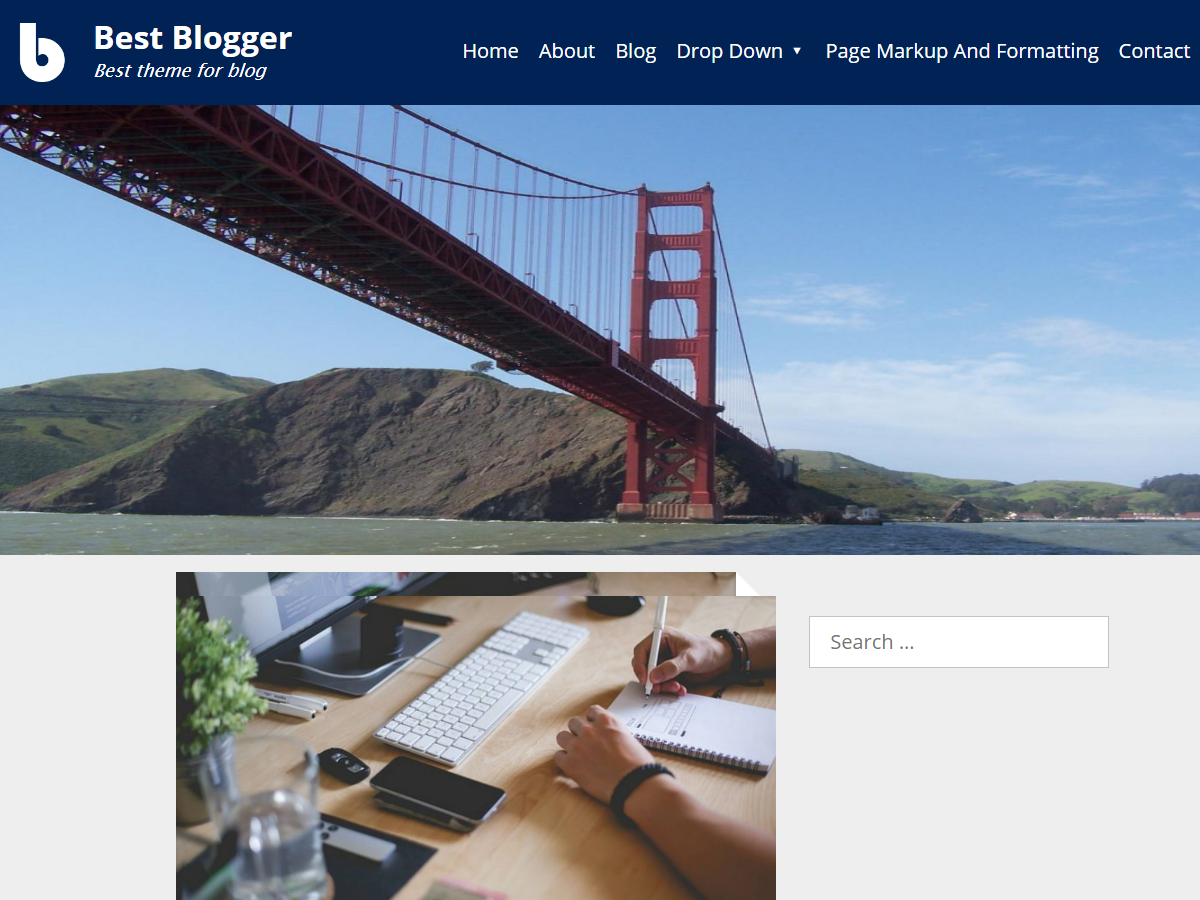 Best Blogger
Best theme for blog
Home About Blog Drop Down ▼ Page Markup And Formatting Contact
Search ...